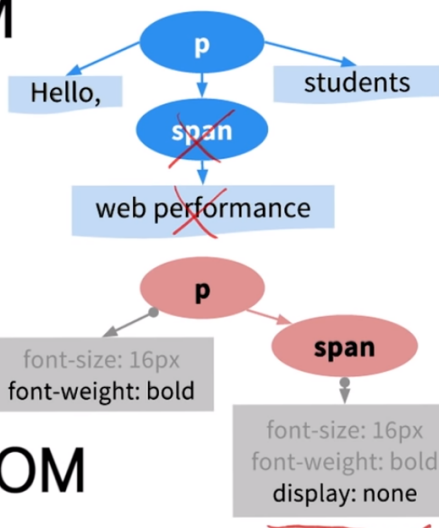 M
p
Hello,
students
span
web performance
p
span
font-size: 16px
font-weight: bold
font-size: 16px
font-weight: bold
display: none
OM